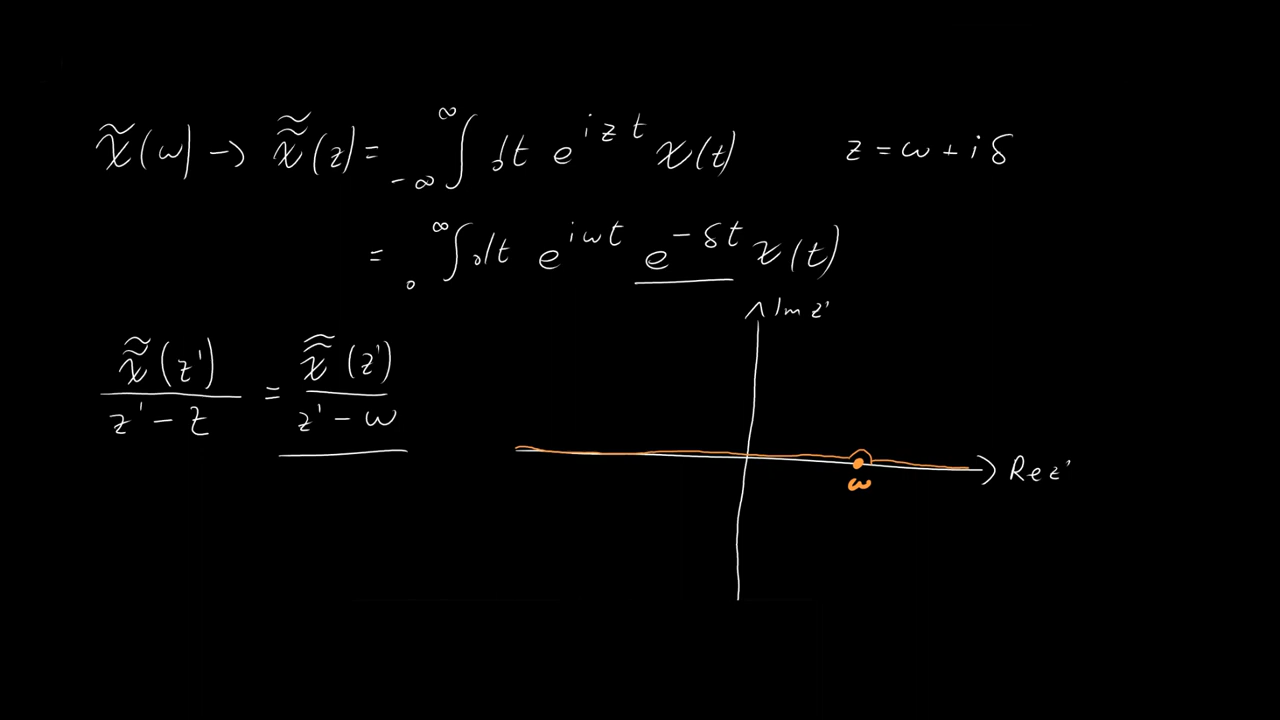 χ̃(ω) → χ̃̃(z) = ₋∞∫^∞ dt e^{izt} χ(t)    z = ω + iδ
= ₀∫^∞ dt e^{iωt} e^{-δt} χ(t)
Im z'
χ̃̃(z') / (z' - z) = χ̃̃(z') / (z' - ω)
Re z'
ω